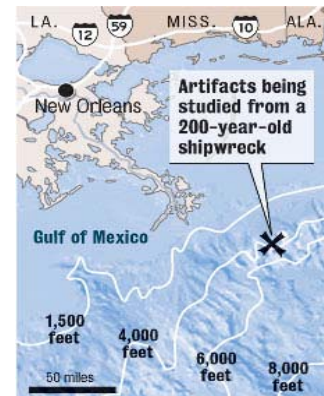 LA.
MISS.
ALA.
12
59
10
New Orleans
Artifacts being
studied from a
200-year-old
shipwreck
Gulf of Mexico
1,500
feet
4,000
feet
6,000
feet
8,000
feet
50 miles